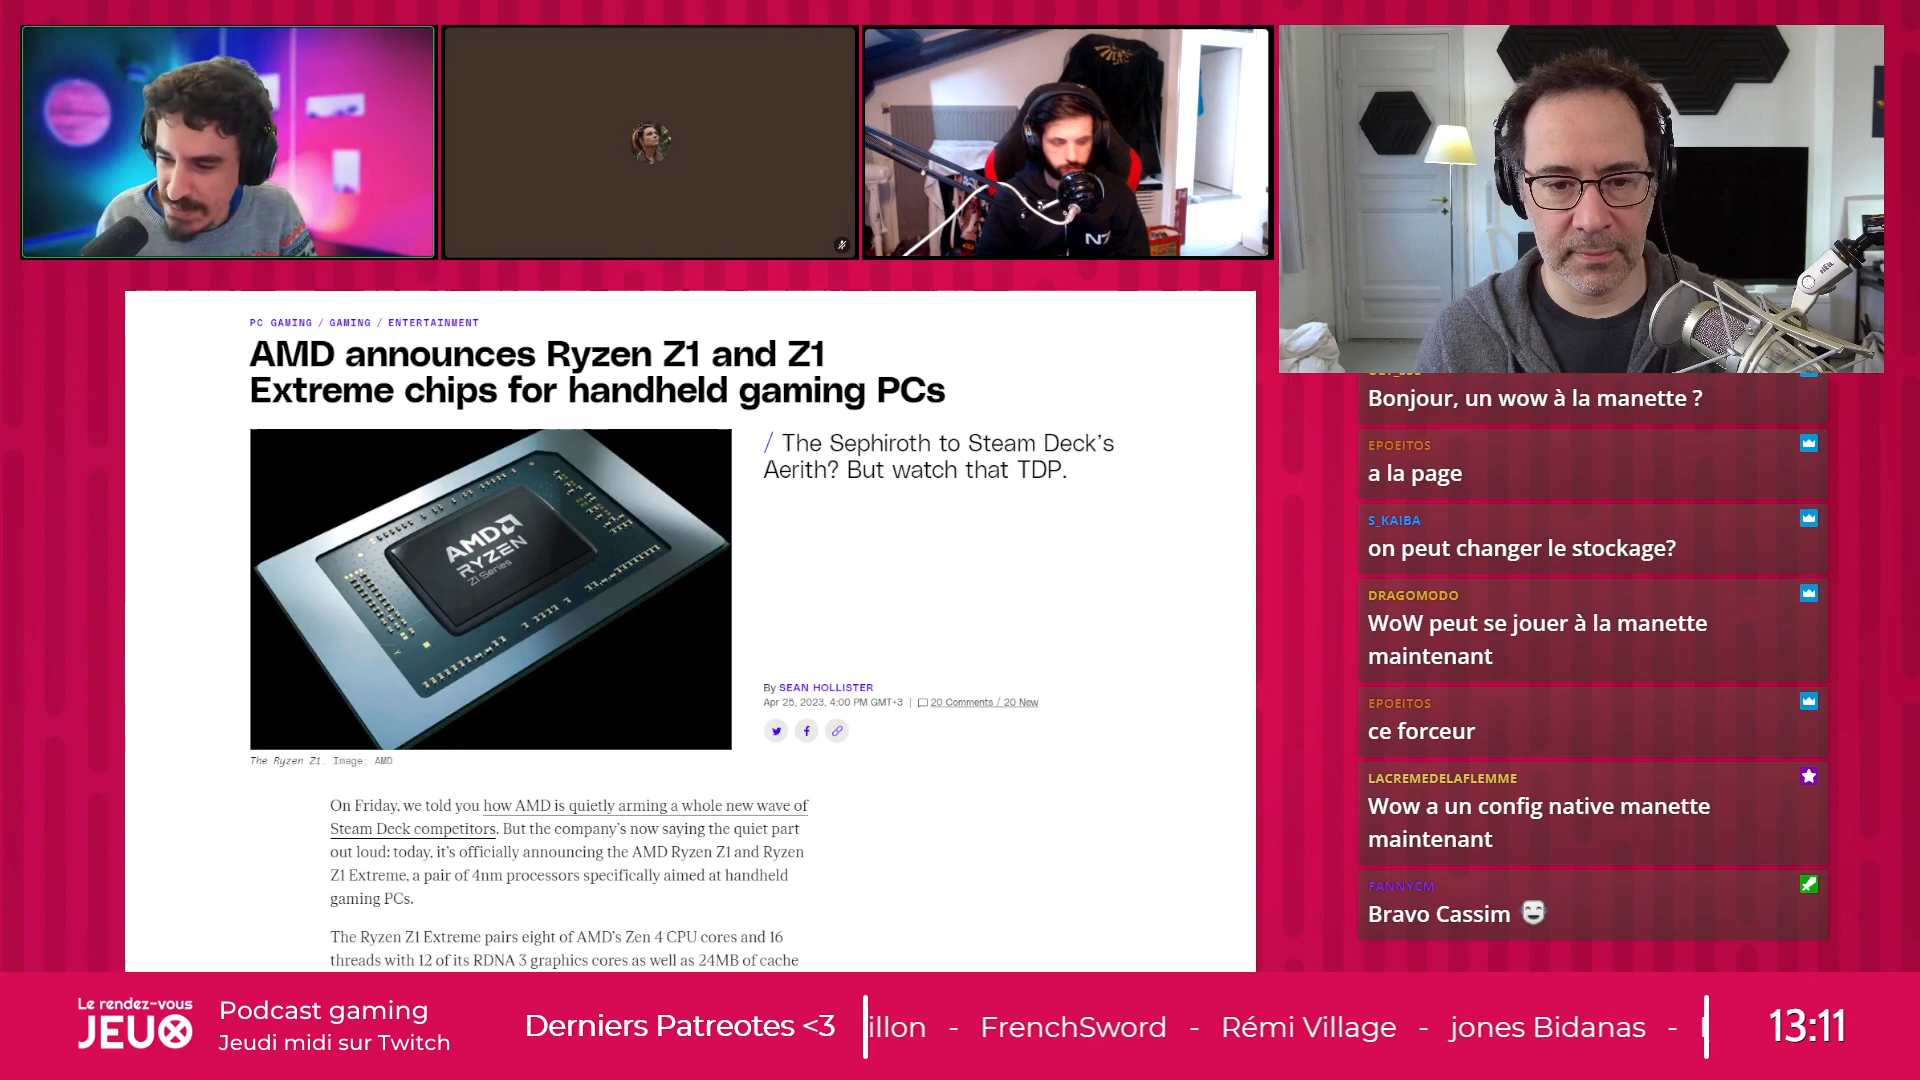 N7
PC GAMING / GAMING / ENTERTAINMENT
AMD announces Ryzen Z1 and Z1
Extreme chips for handheld gaming PCs
/ The Sephiroth to Steam Deck's
Aerith? But watch that TDP.
AMD
RYZEN
Z1 Series
By SEAN HOLLISTER
Apr 25, 2023, 4:00 PM GMT+3 | 20 Comments / 20 New
The Ryzen Z1. Image: AMD
On Friday, we told you how AMD is quietly arming a whole new wave of
Steam Deck competitors. But the company's now saying the quiet part
out loud: today, it's officially announcing the AMD Ryzen Z1 and Ryzen
Z1 Extreme, a pair of 4nm processors specifically aimed at handheld
gaming PCs.
The Ryzen Z1 Extreme pairs eight of AMD's Zen 4 CPU cores and 16
threads with 12 of its RDNA 3 graphics cores as well as 24MB of cache
Bonjour, un wow à la manette ?
EPOEITOS
a la page
S_KAIBA
on peut changer le stockage?
DRAGOMODO
WoW peut se jouer à la manette
maintenant
EPOEITOS
ce forceur
LACREMEDELAFLEMME
Wow a un config native manette
maintenant
FANNYCM
Bravo Cassim
Le rendez-vous
JEUX
Podcast gaming
Jeudi midi sur Twitch
Derniers Patreotes <3
illon - FrenchSword - Rémi Village - jones Bidanas -
13:11